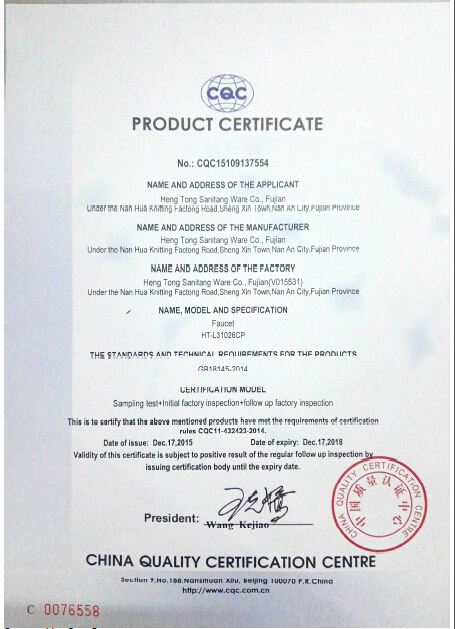 CQC
PRODUCT CERTIFICATE
No.: CQC15109137554
NAME AND ADDRESS OF THE APPLICANT
Heng Tong Sanitang Ware Co., Fujian
Under the Nan Hua Knitting Factong Road,Sheng Xin Town,Nan An City,Fujian Province
NAME AND ADDRESS OF THE MANUFACTURER
Heng Tong Sanitang Ware Co., Fujian
Under the Nan Hua Knitting Factong Road,Sheng Xin Town,Nan An City,Fujian Province
NAME AND ADDRESS OF THE FACTORY
Heng Tong Sanitang Ware Co., Fujian(V015531)
Under the Nan Hua Knitting Factong Road,Sheng Xin Town,Nan An City,Fujian Province
NAME, MODEL AND SPECIFICATION
Faucet
HT-L31026CP
THE STANDARDS AND TECHNICAL REQUIREMENTS FOR THE PRODUCTS
GB18145-2014
CERTIFICATION MODEL
Sampling test+Initial factory inspection+follow up factory inspection
This is to certify that the above mentioned products have met the requirements of certification
rules CQC11-432423-2014.
Date of issue: Dec.17,2015 Date of expiry: Dec.17,2018
Validity of this certificate is subject to positive result of the regular follow up inspection by
issuing certification body until the expiry date.
President: Wang Kejiao
CHINA QUALITY CERTIFICATION CENTRE
中国质量认证中心
CHINA QUALITY CERTIFICATION CENTRE
Section 9,No.188,Nansihuan Xilu, Beijing 100070 P.R.China
http://www.cqc.com.cn
C 0076558